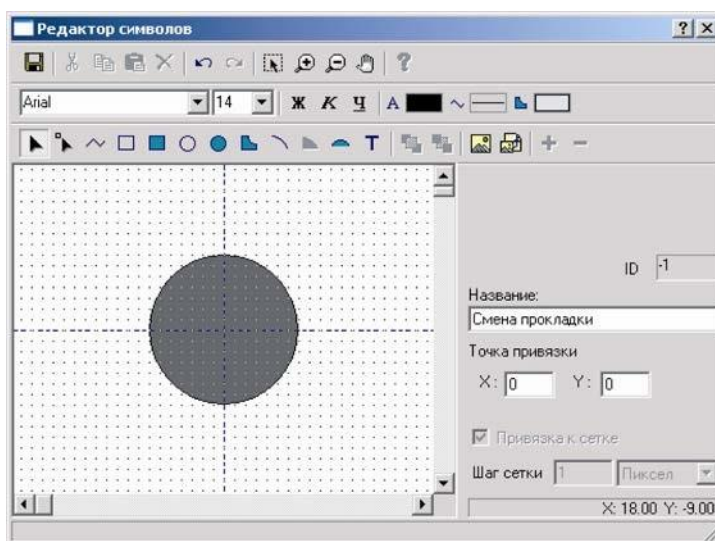 Редактор символов
Arial 14 Ж К Ч А
T
ID -1
Название:
Смена прокладки
Точка привязки
X: 0 Y: 0
Привязка к сетке
Шаг сетки 1 Пиксел
X: 18.00 Y: -9.00